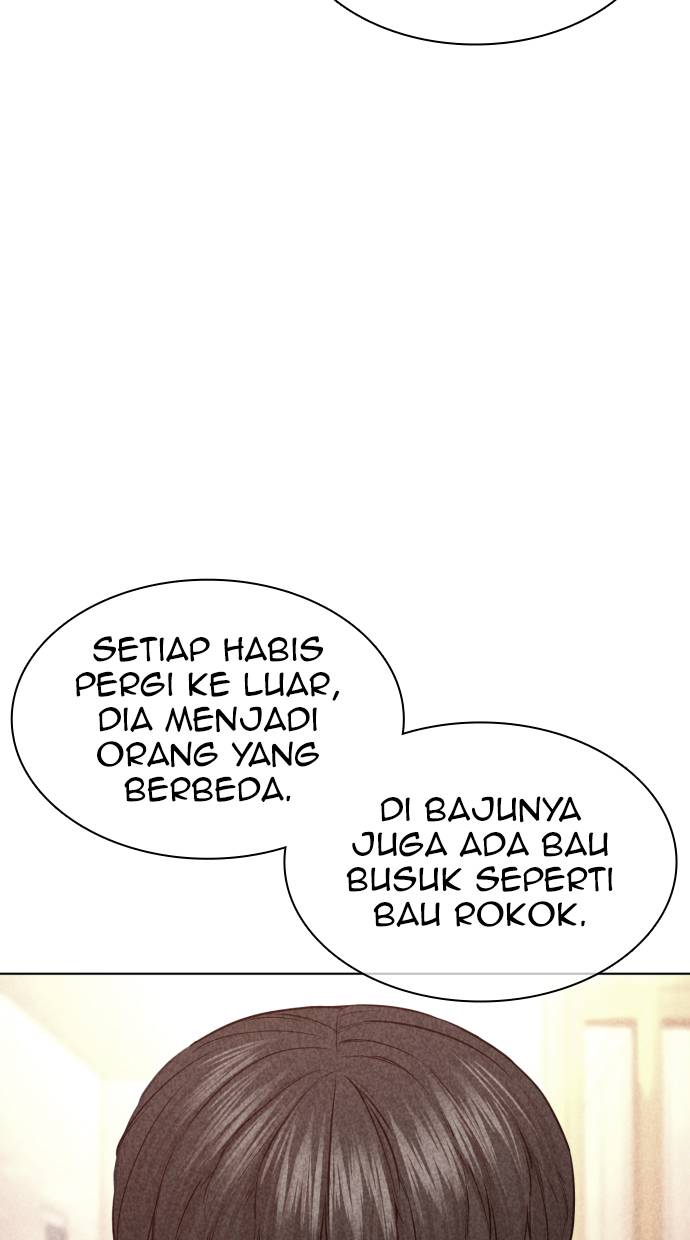 SETIAP HABIS
PERGI KE LUAR,
DIA MENJADI
ORANG YANG
BERBEDA.
DI BAJUNYA
JUGA ADA BAU
BUSUK SEPERTI
BAU ROKOK.